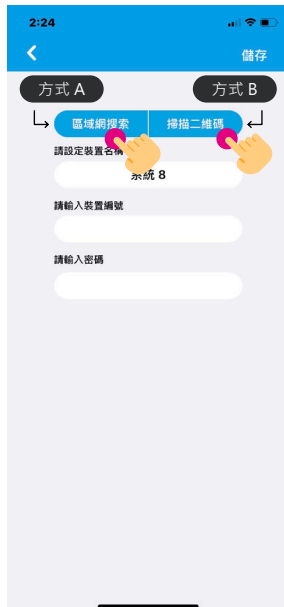 2:24
儲存
方式 A
方式 B
區域網搜索
掃描二維碼
請設定裝置名稱
系統 8
請輸入裝置編號
請輸入密碼